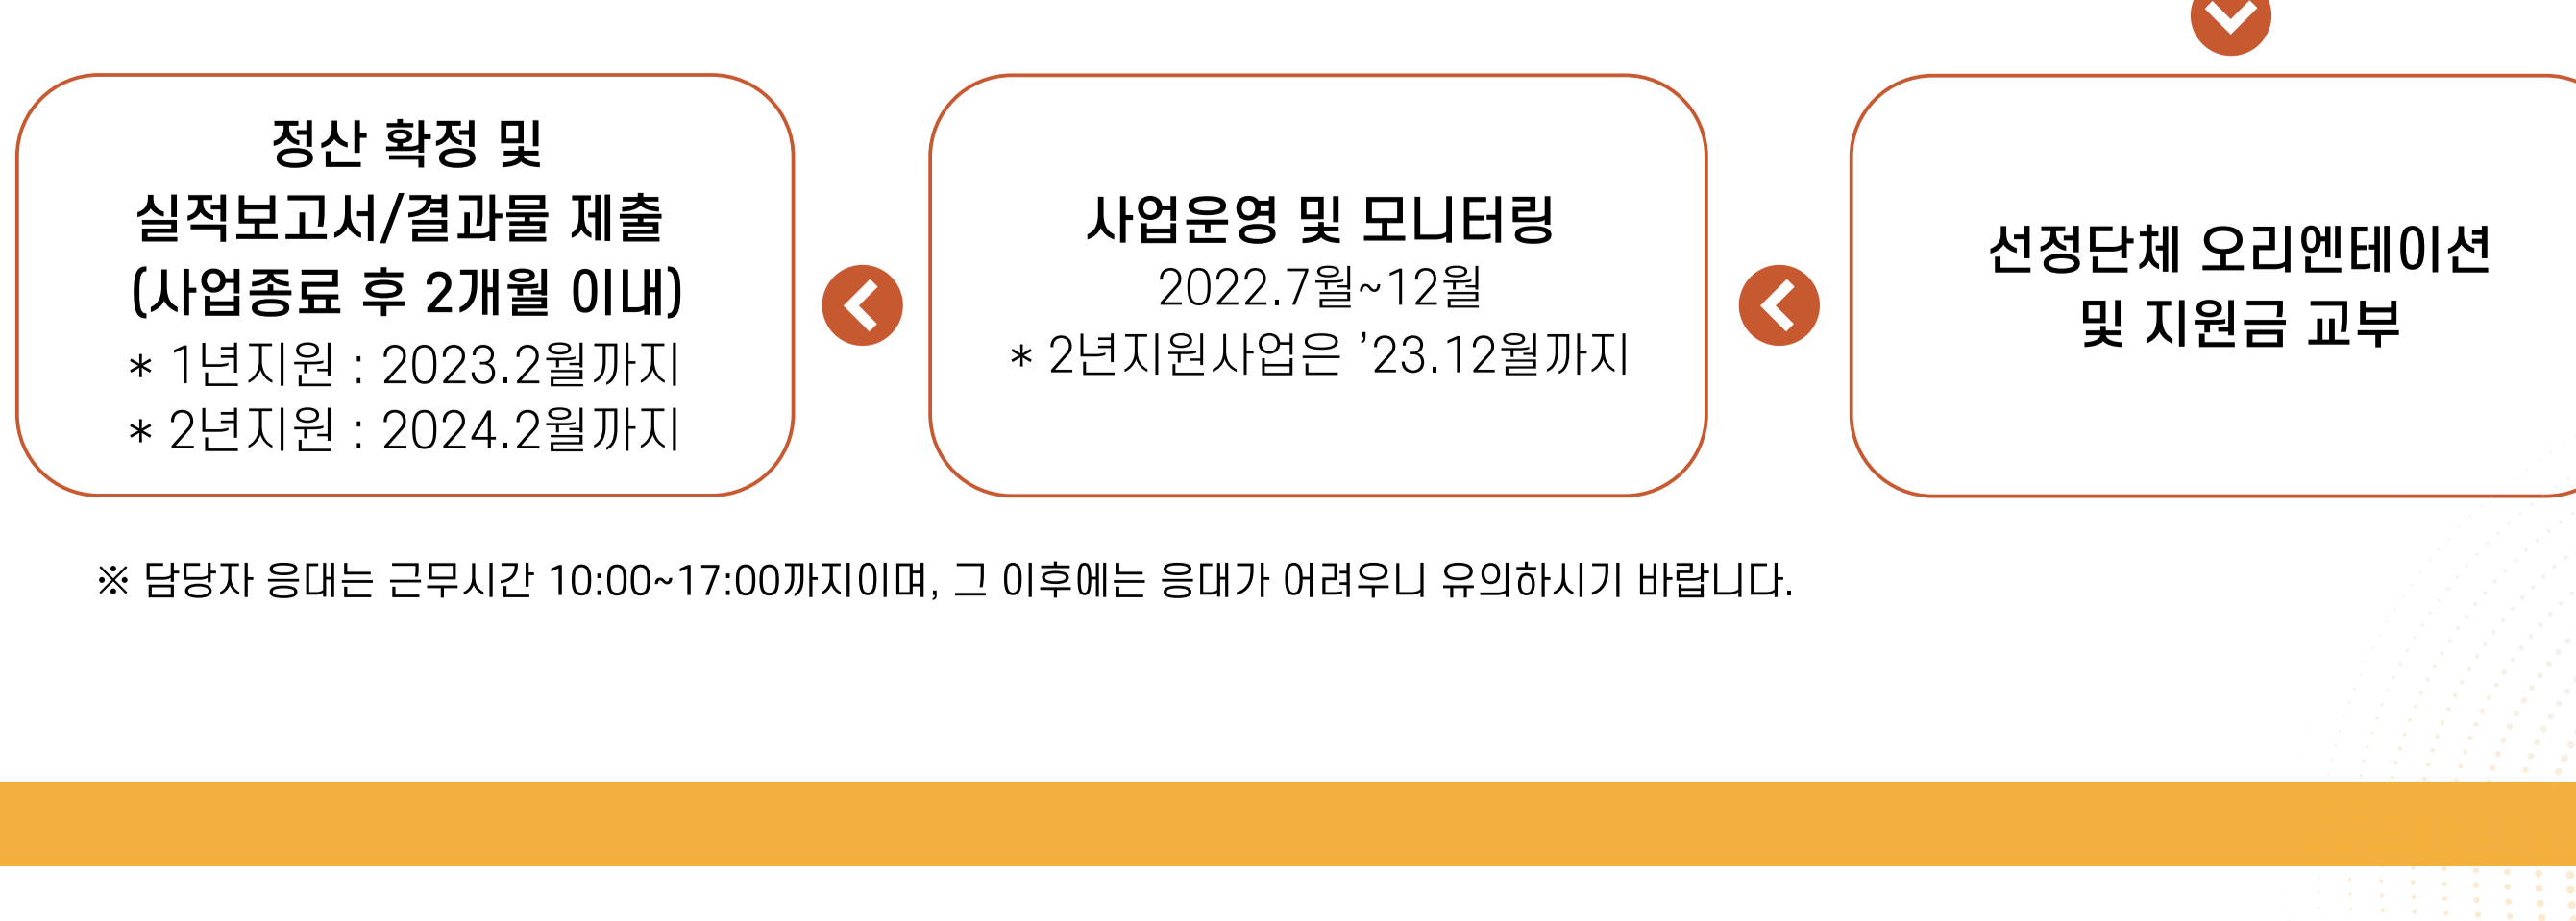 정산 확정 및
실적보고서/결과물 제출
(사업종료 후 2개월 이내)
* 1년지원 : 2023.2월까지
* 2년지원 : 2024.2월까지
사업운영 및 모니터링
2022.7월~12월
* 2년지원사업은 ’23.12월까지
선정단체 오리엔테이션
및 지원금 교부
※ 담당자 응대는 근무시간 10:00~17:00까지이며, 그 이후에는 응대가 어려우니 유의하시기 바랍니다.